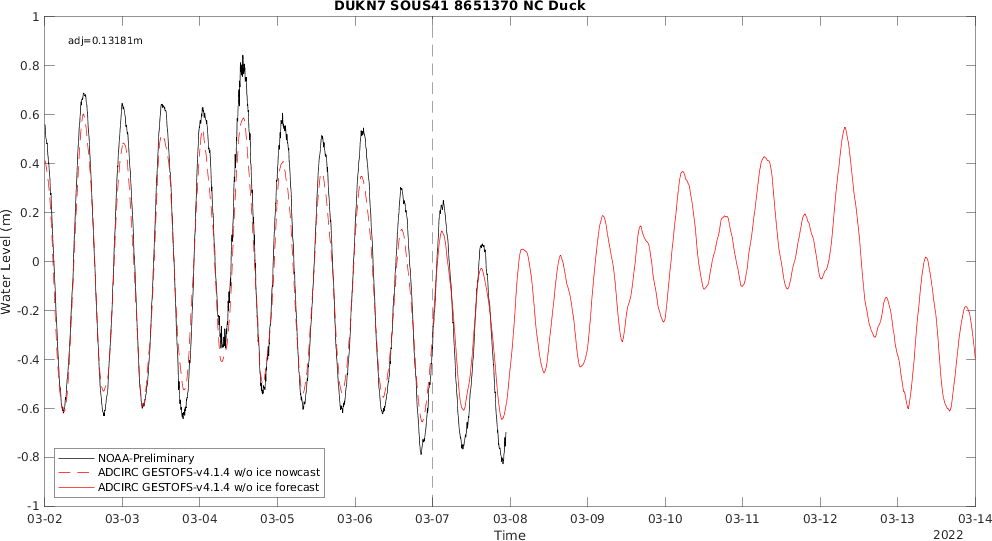 DUKN7 SOUS41 8651370 NC Duck
adj=0.13181m
Water Level (m)
1
0.8
0.6
0.4
0.2
0
-0.2
-0.4
-0.6
-0.8
-1
NOAA-Preliminary
ADCIRC GESTOFS-v4.1.4 w/o ice nowcast
ADCIRC GESTOFS-v4.1.4 w/o ice forecast
03-02 03-03 03-04 03-05 03-06 03-07 03-08 03-09 03-10 03-11 03-12 03-13 03-14
Time
2022